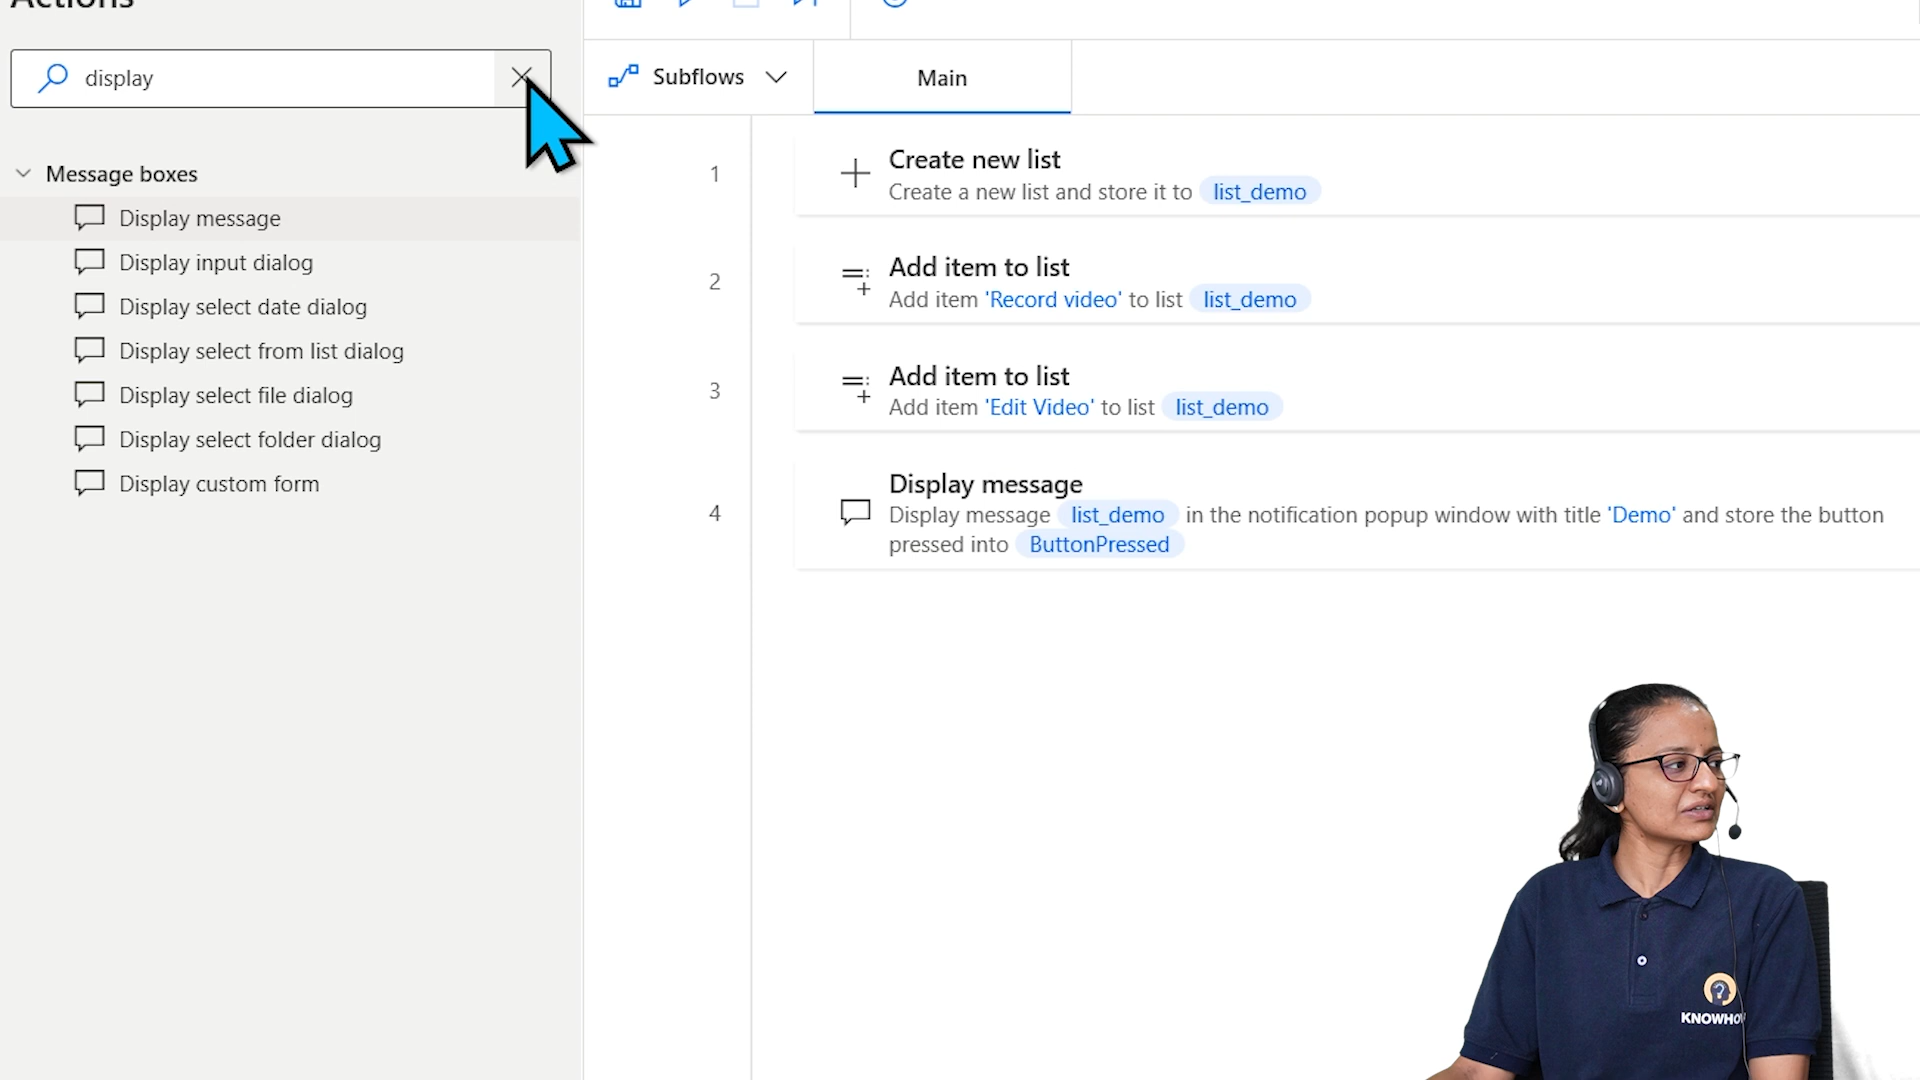 Actions
display
Subflows
Main
Message boxes
Display message
Display input dialog
Display select date dialog
Display select from list dialog
Display select file dialog
Display select folder dialog
Display custom form
1
Create new list
Create a new list and store it to list_demo
2
Add item to list
Add item 'Record video' to list list_demo
3
Add item to list
Add item 'Edit Video' to list list_demo
4
Display message
Display message list_demo in the notification popup window with title 'Demo' and store the button
pressed into ButtonPressed
KNOWHO